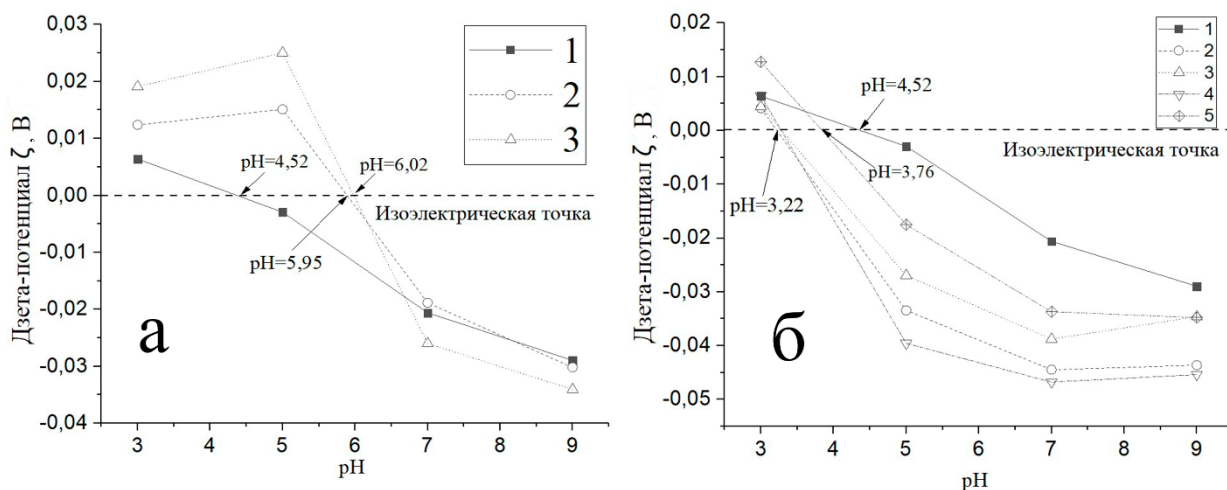 0,03
0,02
0,01
0,00
-0,01
-0,02
-0,03
-0,04
Дзета-потенциал ζ, В
1
2
3
pH=4,52
pH=6,02
Изоэлектрическая точка
pH=5,95
а
3 4 5 6 7 8 9
pH
0,02
0,01
0,00
-0,01
-0,02
-0,03
-0,04
-0,05
Дзета-потенциал ζ, В
1
2
3
4
5
pH=4,52
Изоэлектрическая точка
pH=3,76
pH=3,22
б
3 4 5 6 7 8 9
pH